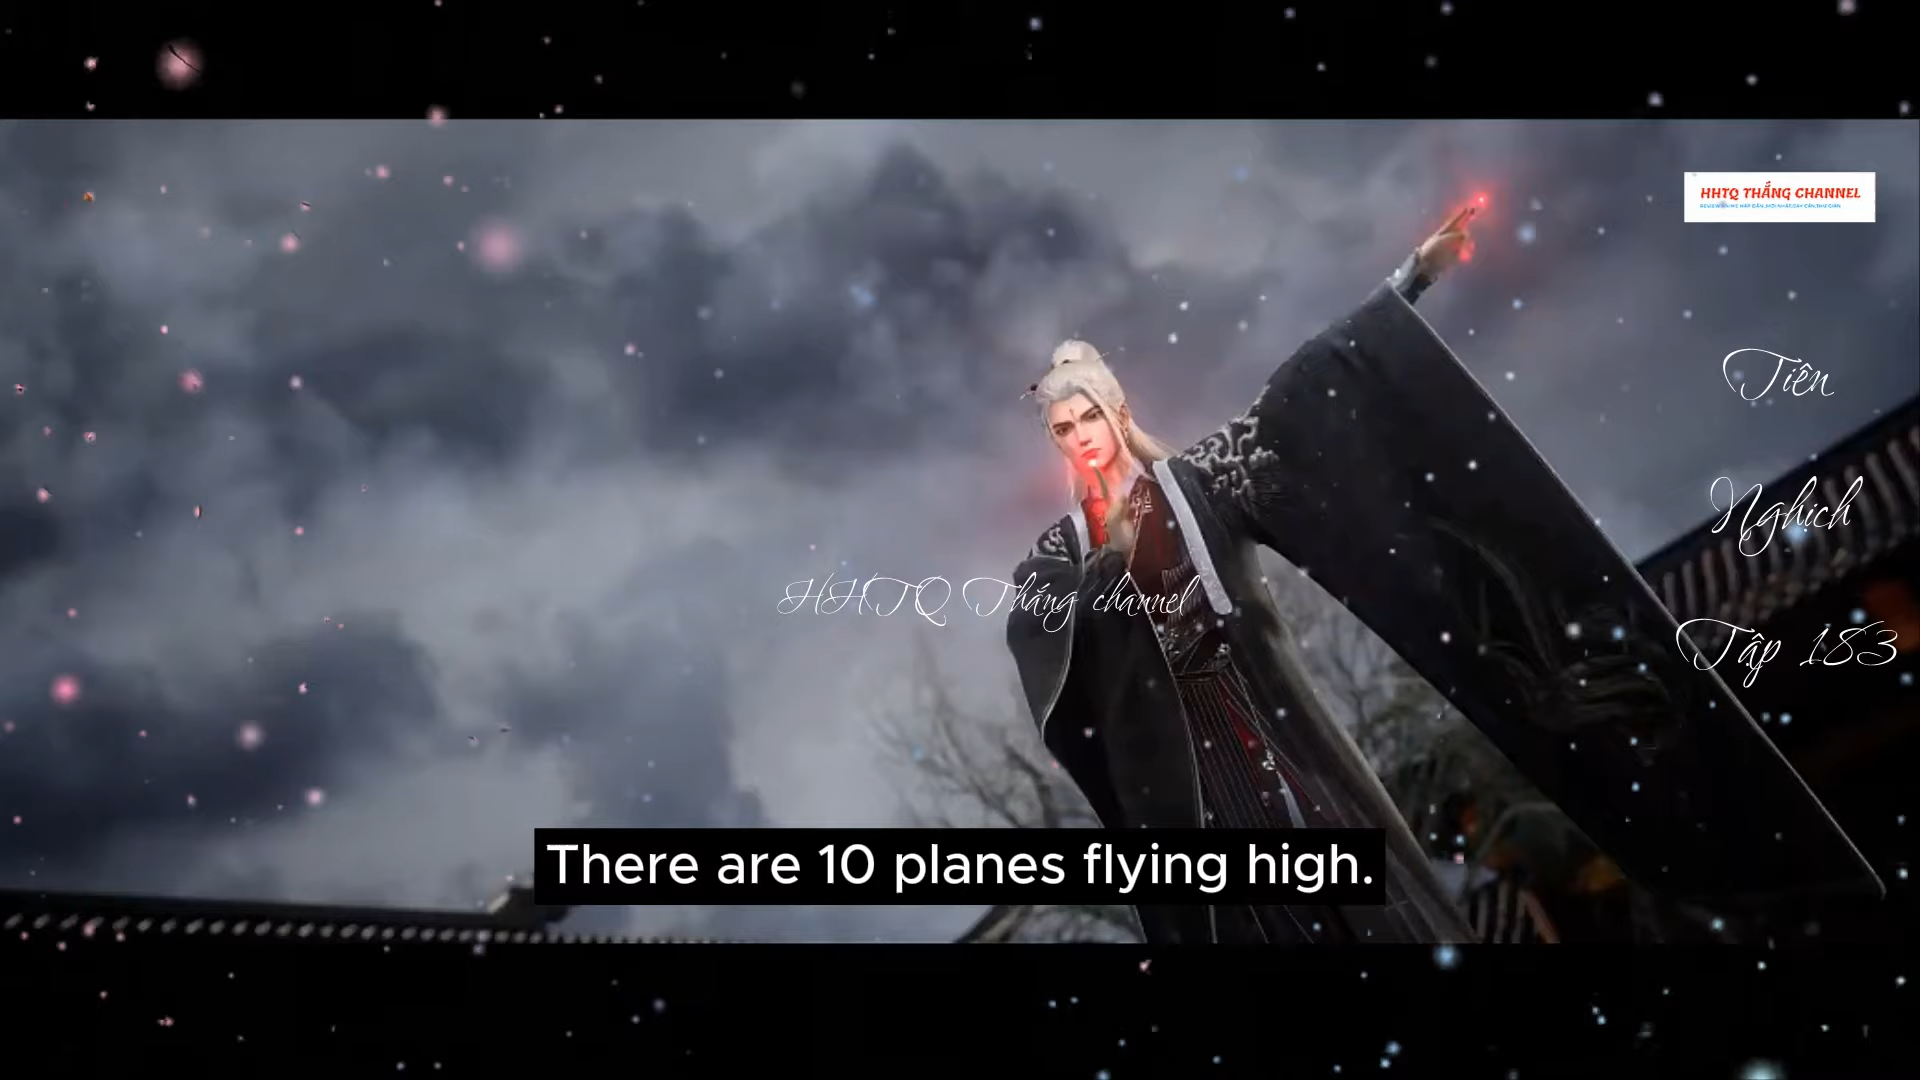 HHTQ THẮNG CHANNEL
Tiên
Nghịch
HHTQ Thắng channel
Tập 183
There are 10 planes flying high.